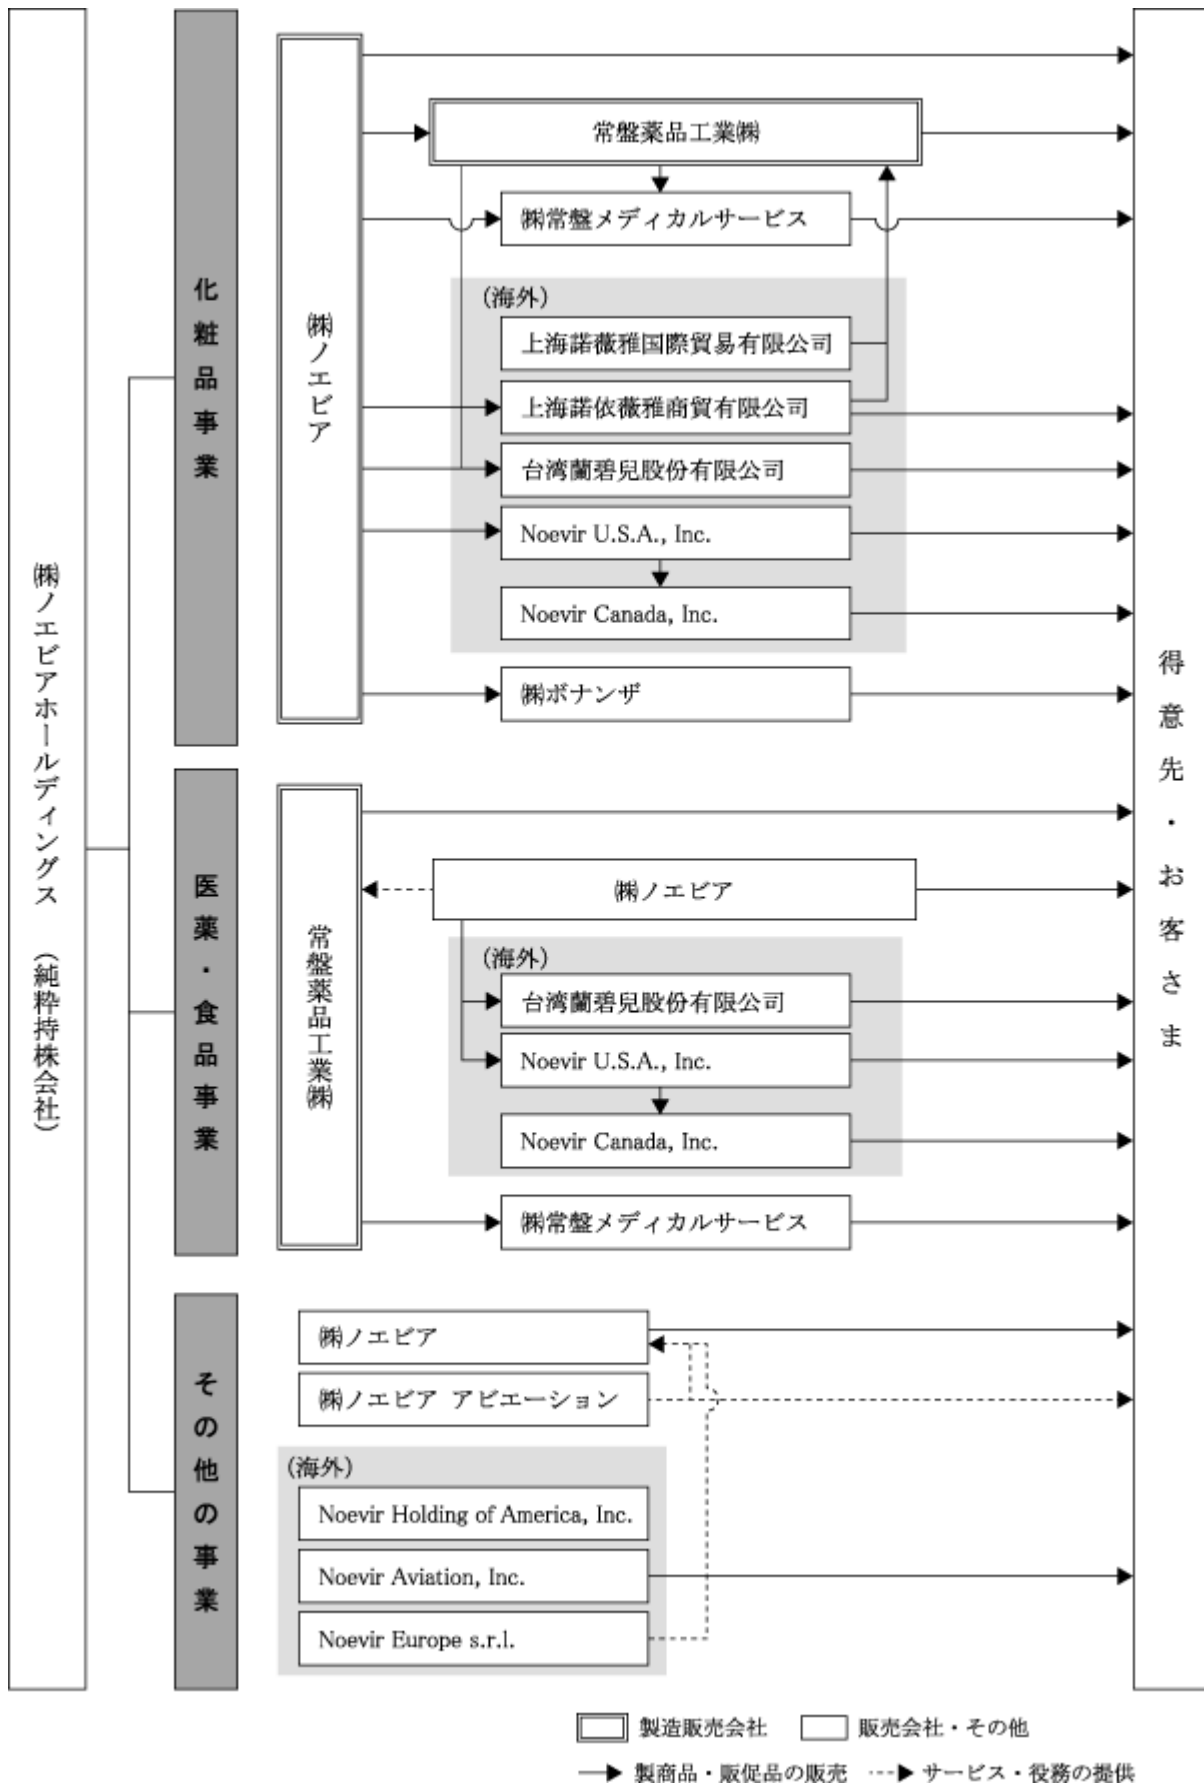 ㈱ノエビアホールディングス　（純粋持株会社）
化粧品事業
㈱ノエビア
常盤薬品工業㈱
㈱常盤メディカルサービス
(海外)
上海諾薇雅国際貿易有限公司
上海諾依薇雅商貿有限公司
台湾蘭碧兒股份有限公司
Noevir U.S.A., Inc.
Noevir Canada, Inc.
㈱ボナンザ
医薬・食品事業
常盤薬品工業㈱
㈱ノエビア
(海外)
台湾蘭碧兒股份有限公司
Noevir U.S.A., Inc.
Noevir Canada, Inc.
㈱常盤メディカルサービス
その他の事業
㈱ノエビア
㈱ノエビア アビエーション
(海外)
Noevir Holding of America, Inc.
Noevir Aviation, Inc.
Noevir Europe s.r.l.
得意先・お客さま
製造販売会社
販売会社・その他
製商品・販促品の販売
サービス・役務の提供